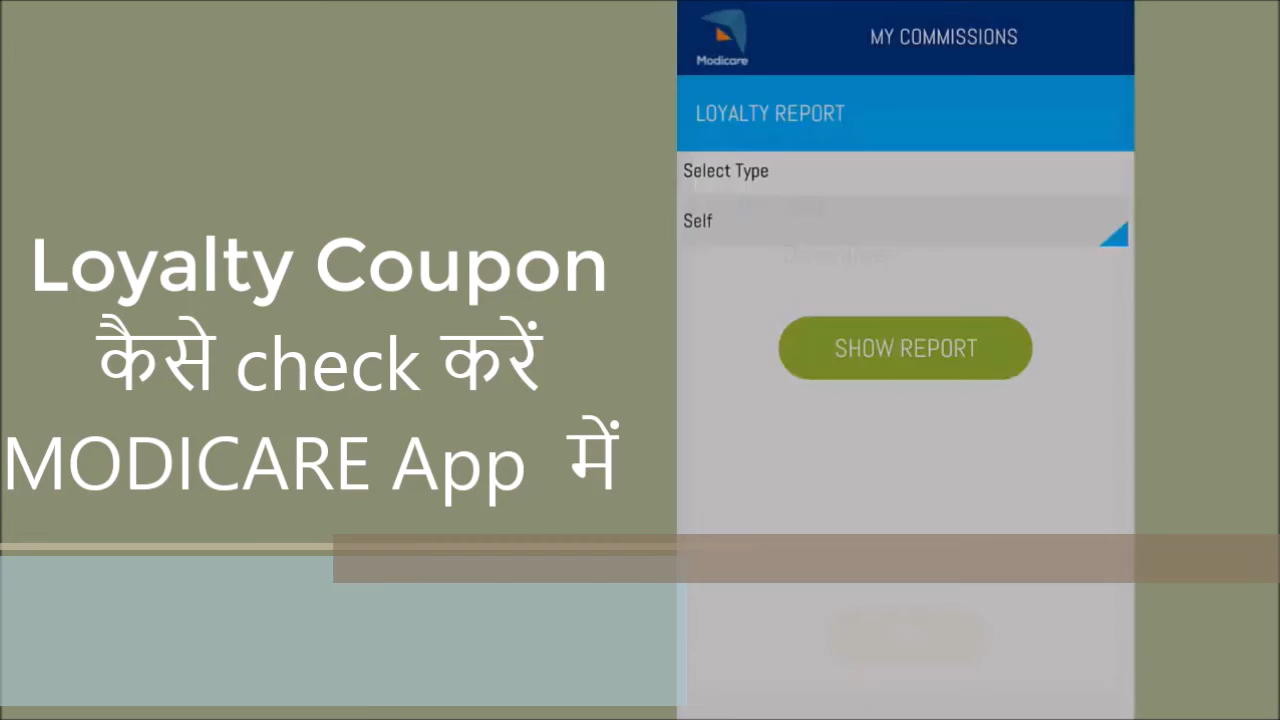 Loyalty Coupon
कैसे check करें
MODICARE App में
Modicare
MY COMMISSIONS
LOYALTY REPORT
Select Type
Self
SHOW REPORT